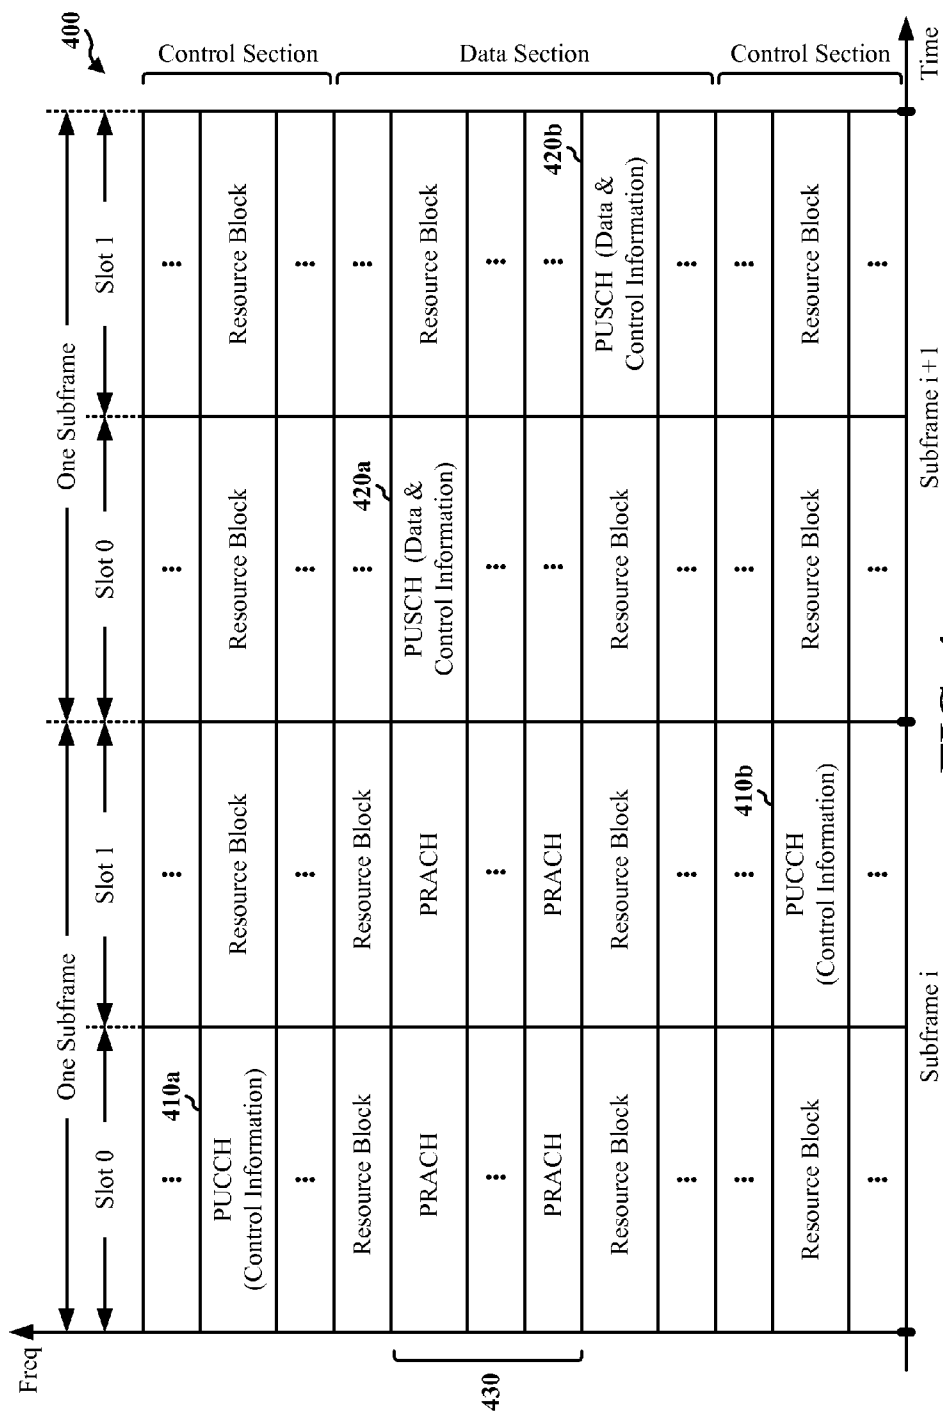 400
Freq
One Subframe
One Subframe
Slot 0
Slot 1
Slot 0
Slot 1
Control Section
Data Section
Control Section
410a
PUCCH
(Control Information)
Resource Block
Resource Block
Resource Block
Resource Block
Resource Block
420a
430
PRACH
PRACH
PUSCH (Data &
Control Information)
Resource Block
PRACH
PRACH
420b
Resource Block
Resource Block
Resource Block
PUSCH (Data &
Control Information)
410b
Resource Block
PUCCH
(Control Information)
Resource Block
Resource Block
Subframe i
Subframe i+1
Time